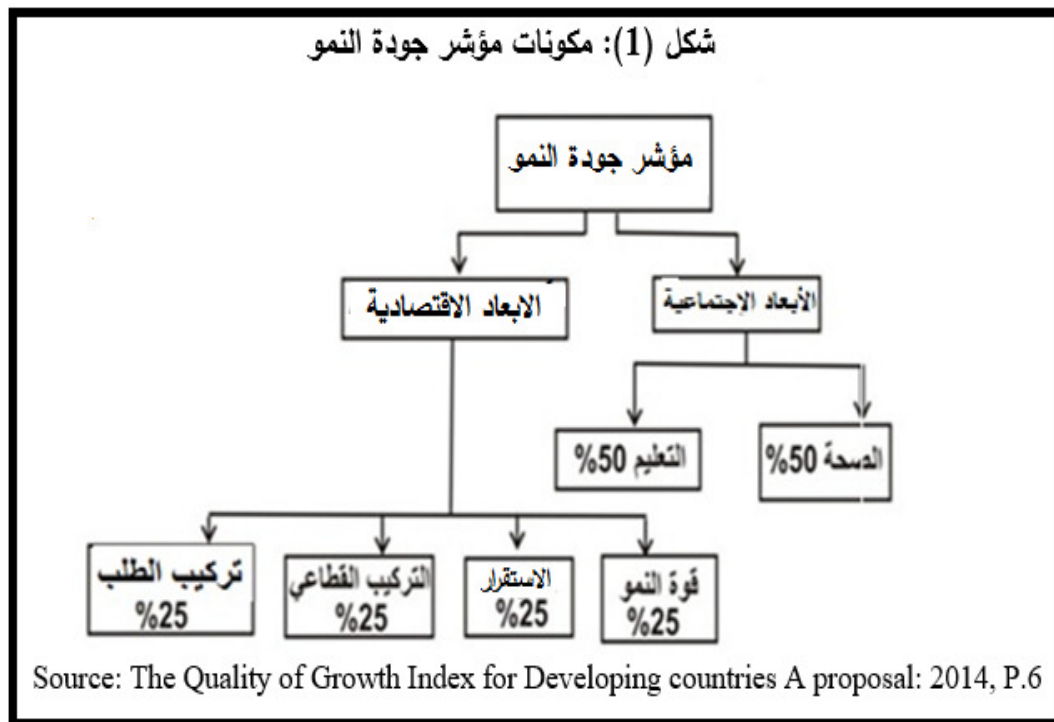 شكل (1): مكونات مؤشر جودة النمو
مؤشر جودة النمو
الأبعاد الإجتماعية
الابعاد الاقتصادية
الصحة 50%
التعليم 50%
قوة النمو
25%
الاستقرار
25%
التركيب القطاعي
25%
تركيب الطلب
25%
Source: The Quality of Growth Index for Developing countries A proposal: 2014, P.6